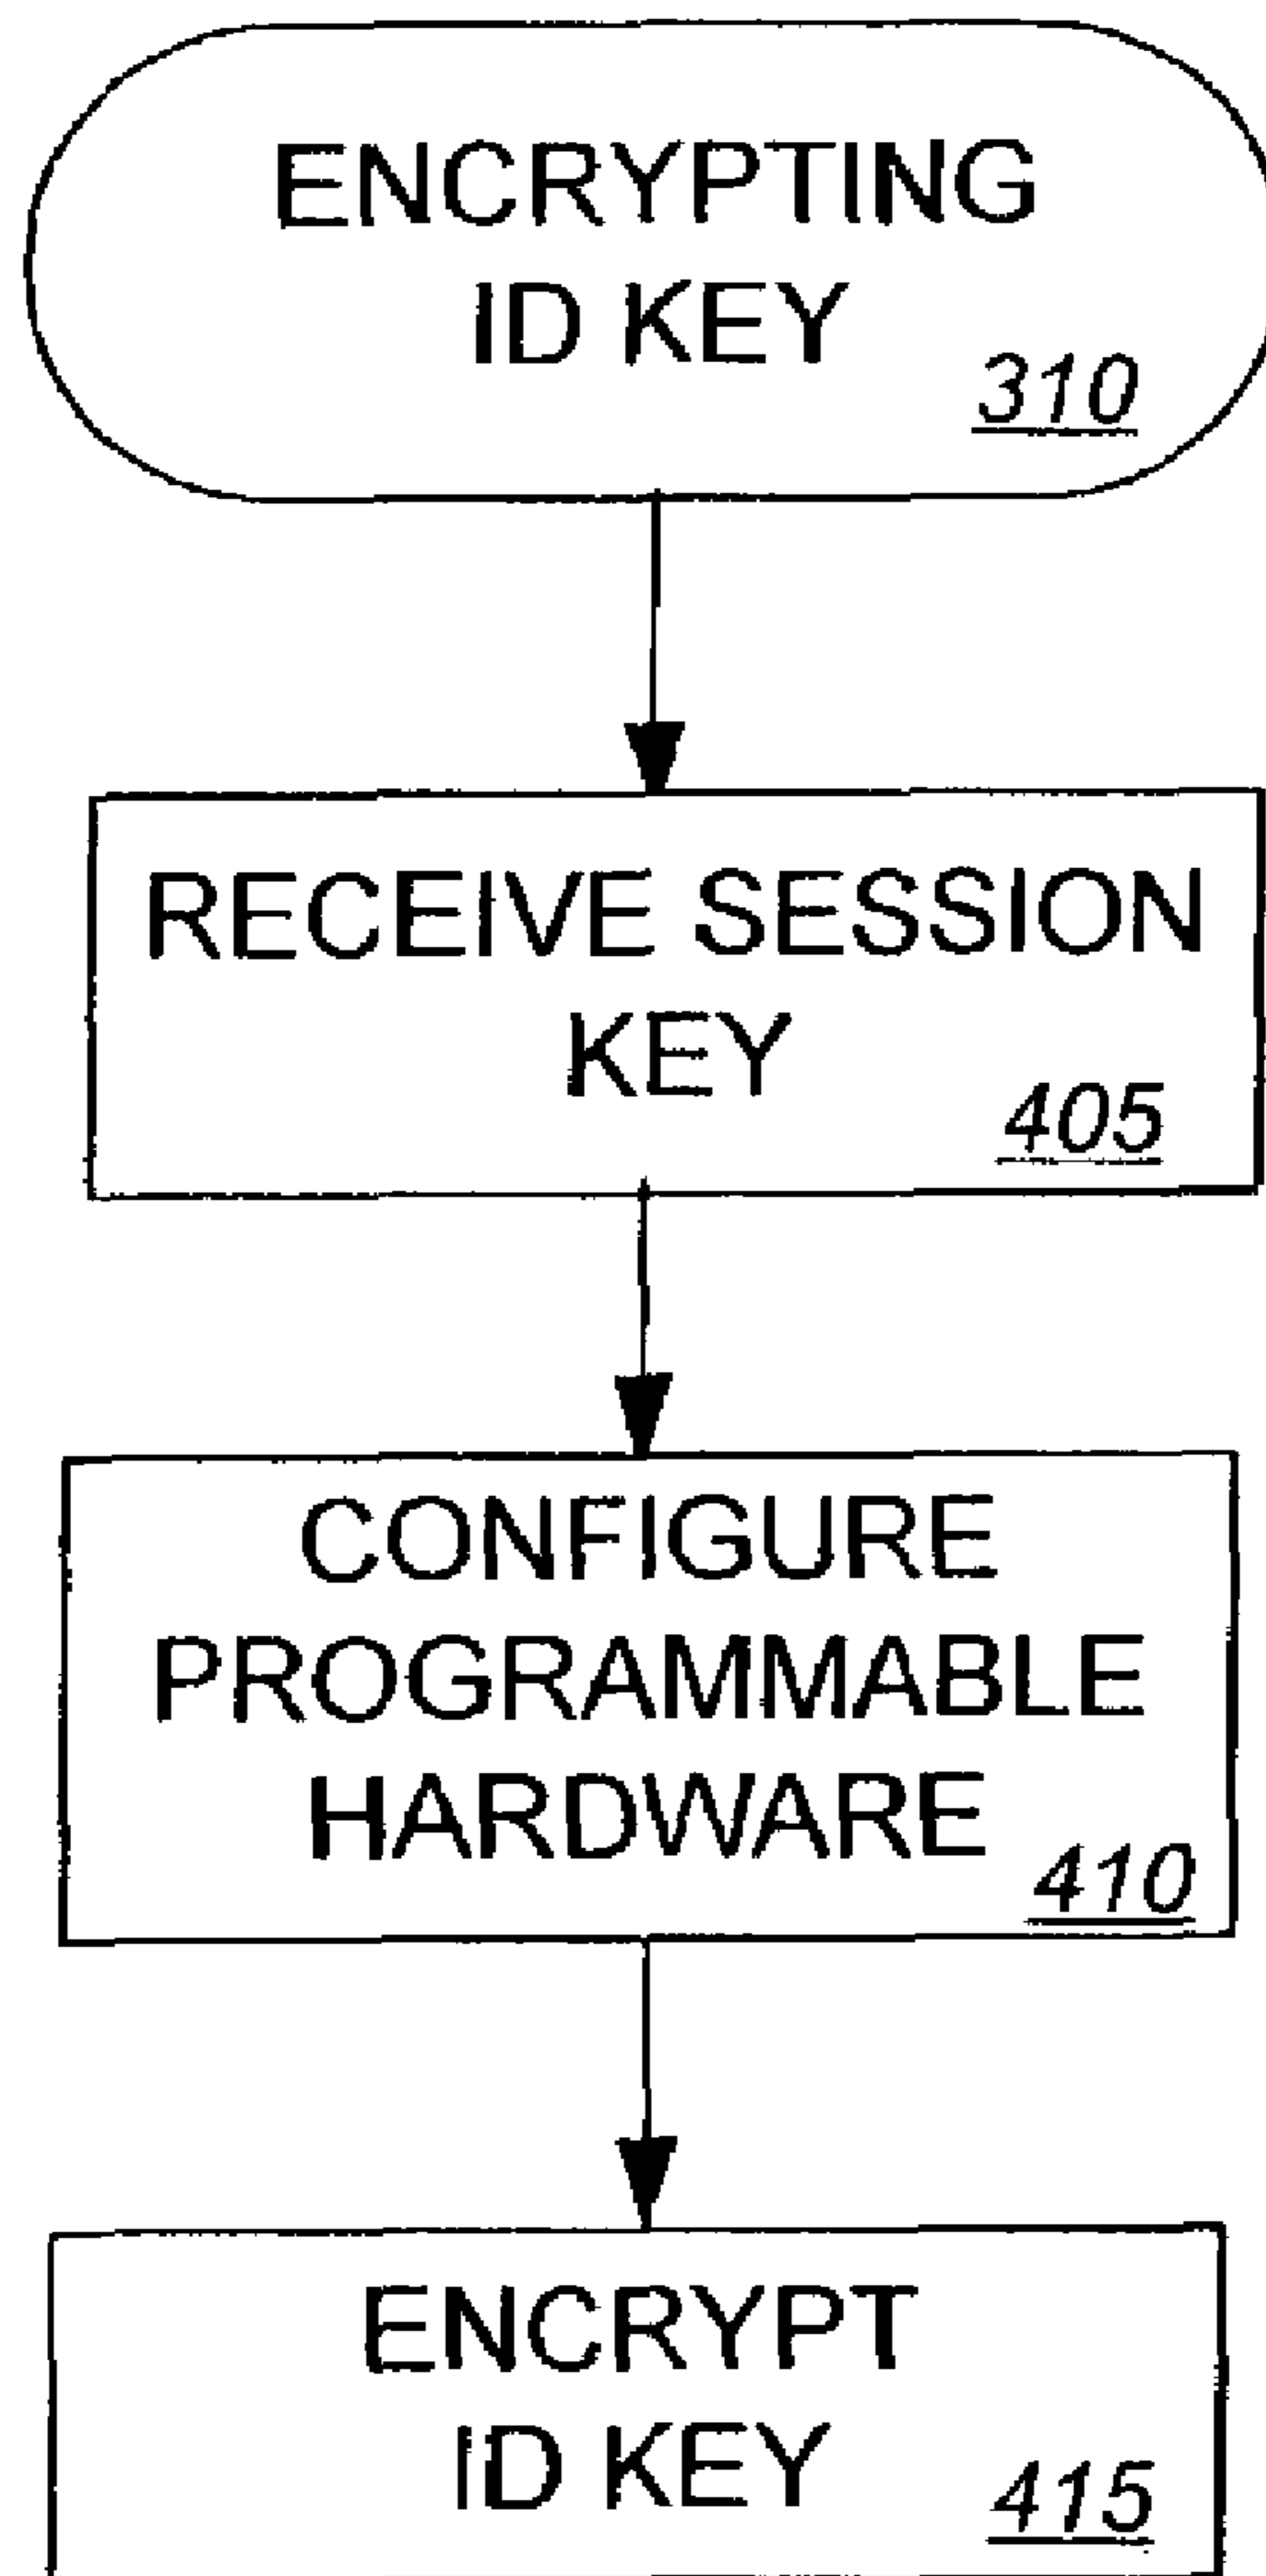 ENCRYPTING
ID KEY
310
RECEIVE SESSION
KEY
405
CONFIGURE
PROGRAMMABLE
HARDWARE
410
ENCRYPT
ID KEY
415